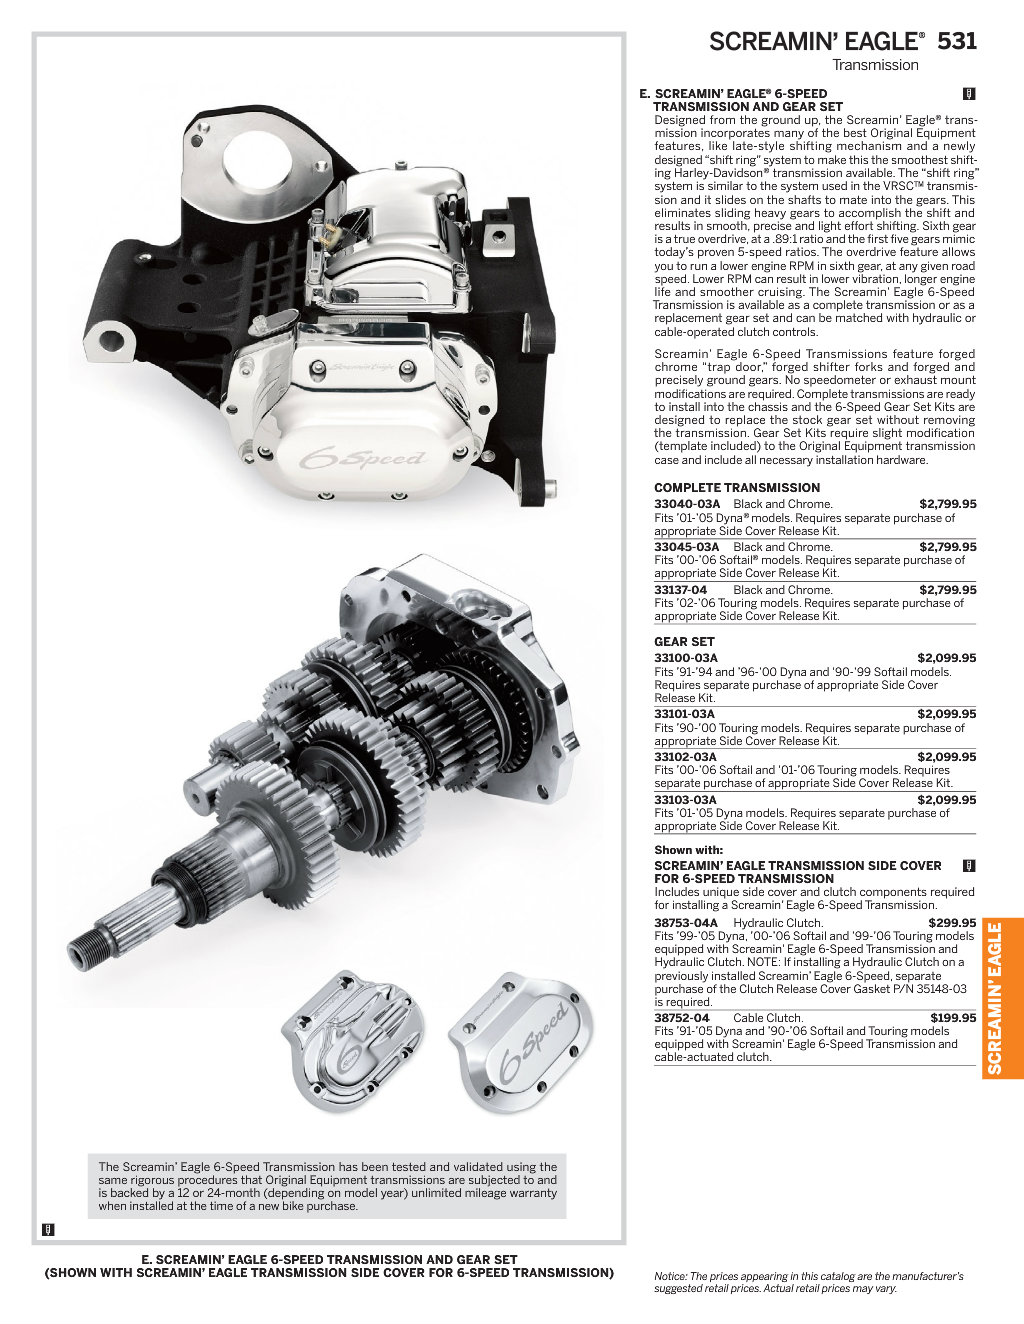 SCREAMIN’ EAGLE® 531
Transmission
E. SCREAMIN’ EAGLE® 6-SPEED
TRANSMISSION AND GEAR SET
Designed from the ground up, the Screamin’ Eagle® trans-
mission incorporates many of the best Original Equipment
features, like late-style shifting mechanism and a newly
designed “shift ring” system to make this the smoothest shift-
ing Harley-Davidson® transmission available. The “shift ring”
system is similar to the system used in the VRSC™ transmis-
sion and it slides on the shafts to mate into the gears. This
eliminates sliding heavy gears to accomplish the shift and
results in smooth, precise and light effort shifting. Sixth gear
is a true overdrive, at a .89:1 ratio and the first five gears mimic
today’s proven 5-speed ratios. The overdrive feature allows
you to run a lower engine RPM in sixth gear, at any given road
speed. Lower RPM can result in lower vibration, longer engine
life and smoother cruising. The Screamin’ Eagle 6-Speed
Transmission is available as a complete transmission or as a
replacement gear set and can be matched with hydraulic or
cable-operated clutch controls.
Screamin’ Eagle 6-Speed Transmissions feature forged
chrome “trap door,” forged shifter forks and forged and
precisely ground gears. No speedometer or exhaust mount
modifications are required. Complete transmissions are ready
to install into the chassis and the 6-Speed Gear Set Kits are
designed to replace the stock gear set without removing
the transmission. Gear Set Kits require slight modification
(template included) to the Original Equipment transmission
case and include all necessary installation hardware.
COMPLETE TRANSMISSION
33040-03A Black and Chrome. $2,799.95
Fits ’01-’05 Dyna® models. Requires separate purchase of
appropriate Side Cover Release Kit.
33045-03A Black and Chrome. $2,799.95
Fits ’00-’06 Softail® models. Requires separate purchase of
appropriate Side Cover Release Kit.
33137-04 Black and Chrome. $2,799.95
Fits ’02-’06 Touring models. Requires separate purchase of
appropriate Side Cover Release Kit.
GEAR SET
33100-03A $2,099.95
Fits ’91-’94 and ’96-’00 Dyna and ’90-’99 Softail models.
Requires separate purchase of appropriate Side Cover
Release Kit.
33101-03A $2,099.95
Fits ’90-’00 Touring models. Requires separate purchase of
appropriate Side Cover Release Kit.
33102-03A $2,099.95
Fits ’00-’06 Softail and ’01-’06 Touring models. Requires
separate purchase of appropriate Side Cover Release Kit.
33103-03A $2,099.95
Fits ’01-’05 Dyna models. Requires separate purchase of
appropriate Side Cover Release Kit.
Shown with:
SCREAMIN’ EAGLE TRANSMISSION SIDE COVER
FOR 6-SPEED TRANSMISSION
Includes unique side cover and clutch components required
for installing a Screamin’ Eagle 6-Speed Transmission.
38753-04A Hydraulic Clutch. $299.95
Fits ’99-’05 Dyna, ’00-’06 Softail and ’99-’06 Touring models
equipped with Screamin’ Eagle 6-Speed Transmission and
Hydraulic Clutch. NOTE: If installing a Hydraulic Clutch on a
previously installed Screamin’ Eagle 6-Speed, separate
purchase of the Clutch Release Cover Gasket P/N 35148-03
is required.
38752-04 Cable Clutch. $199.95
Fits ’91-’05 Dyna and ’90-’06 Softail and Touring models
equipped with Screamin’ Eagle 6-Speed Transmission and
cable-actuated clutch.
SCREAMIN’ EAGLE
Screamin Eagle
6 Speed
6 Speed
6 Speed
The Screamin’ Eagle 6-Speed Transmission has been tested and validated using the
same rigorous procedures that Original Equipment transmissions are subjected to and
is backed by a 12 or 24-month (depending on model year) unlimited mileage warranty
when installed at the time of a new bike purchase.
E. SCREAMIN’ EAGLE 6-SPEED TRANSMISSION AND GEAR SET
(SHOWN WITH SCREAMIN’ EAGLE TRANSMISSION SIDE COVER FOR 6-SPEED TRANSMISSION)
Notice: The prices appearing in this catalog are the manufacturer’s
suggested retail prices. Actual retail prices may vary.